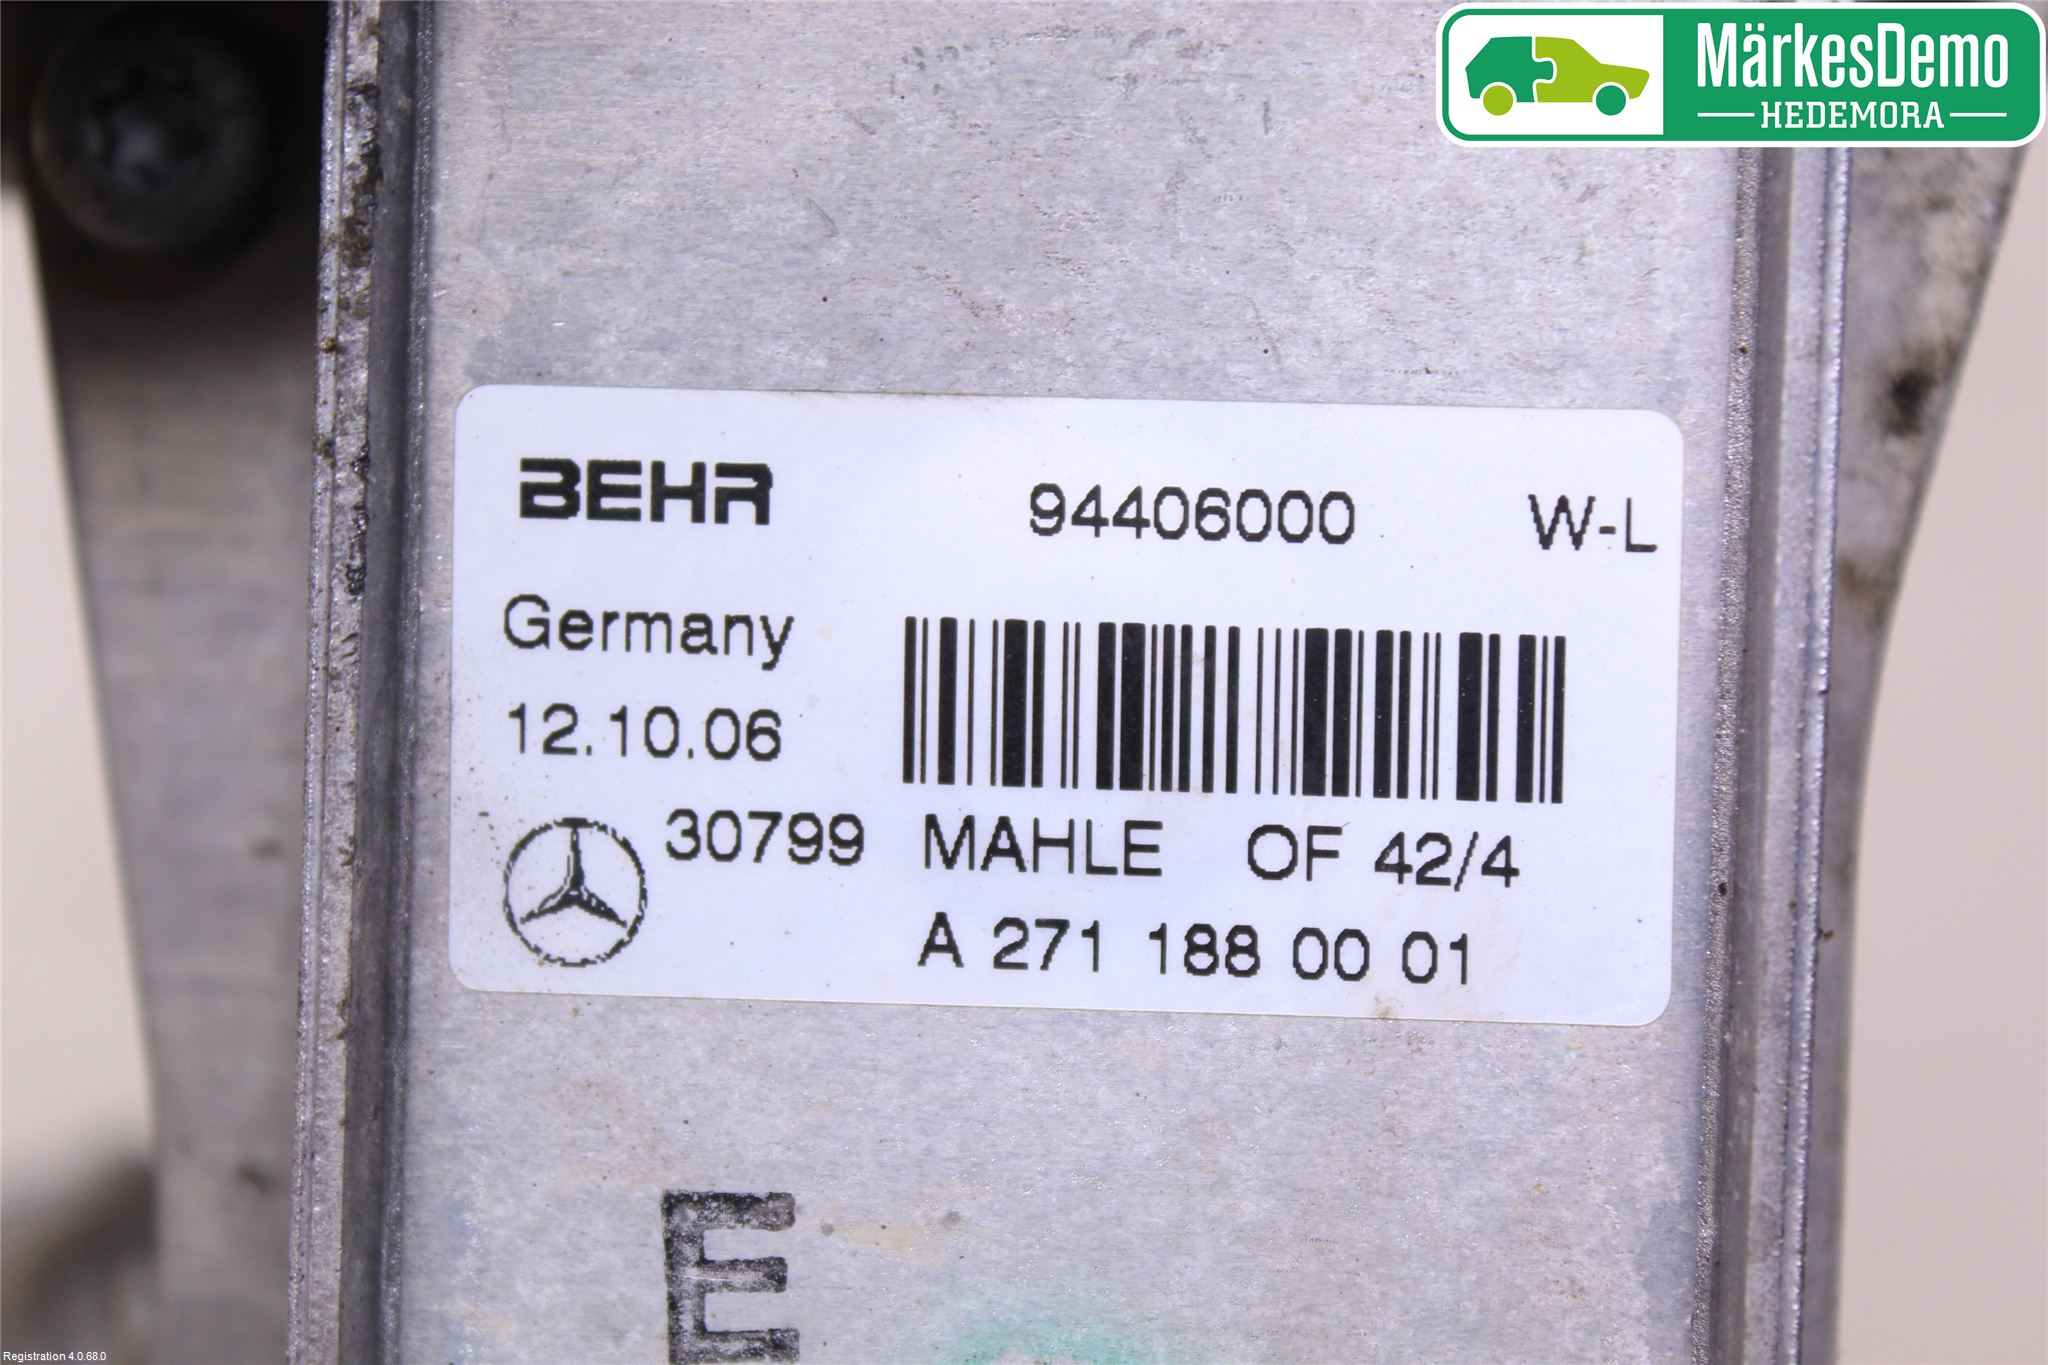 MärkesDemo
HEDEMORA
BEHR 94406000 W-L
Germany
12.10.06
30799 MAHLE OF 42/4
A 271 188 00 01
E
Registration 4.0.68.0